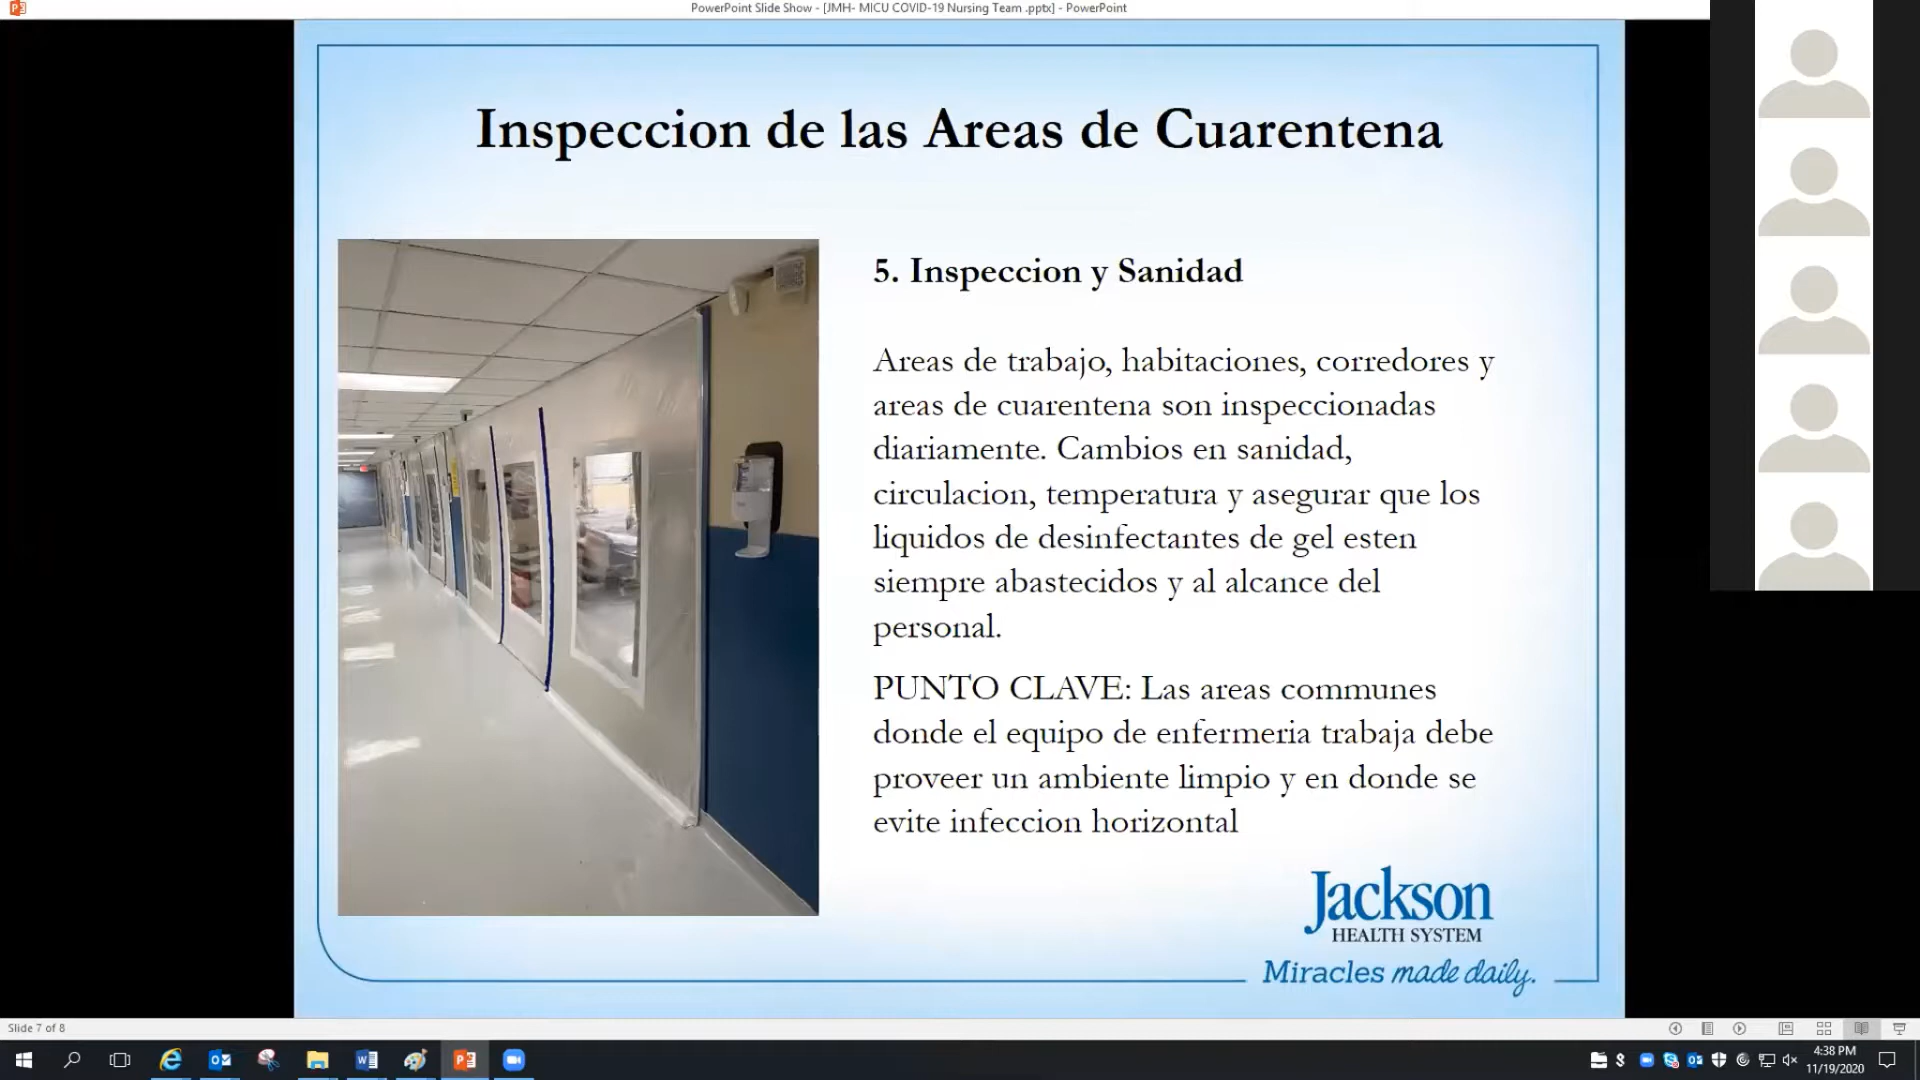 PowerPoint Slide Show - [JMH- MICU COVID-19 Nursing Team .pptx] - PowerPoint
Inspeccion de las Areas de Cuarentena
5. Inspeccion y Sanidad
Areas de trabajo, habitaciones, corredores y
areas de cuarentena son inspeccionadas
diariamente. Cambios en sanidad,
circulacion, temperatura y asegurar que los
liquidos de desinfectantes de gel esten
siempre abastecidos y al alcance del
personal.
PUNTO CLAVE: Las areas communes
donde el equipo de enfermeria trabaja debe
proveer un ambiente limpio y en donde se
evite infeccion horizontal
Jackson
HEALTH SYSTEM
Miracles made daily.
Slide 7 of 8
4:38 PM
11/19/2020